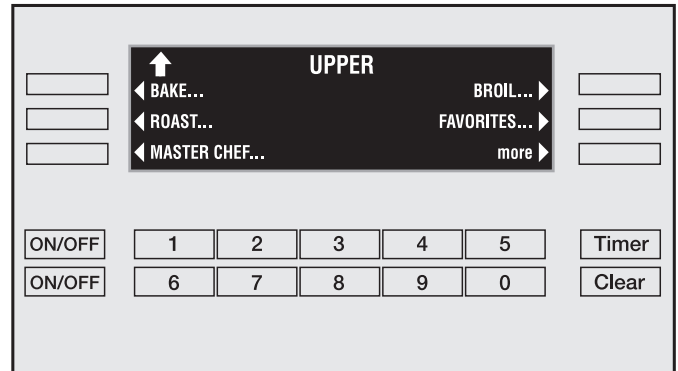 UPPER
BAKE... BROIL...
ROAST... FAVORITES...
MASTER CHEF... more
ON/OFF 1 2 3 4 5 Timer
ON/OFF 6 7 8 9 0 Clear